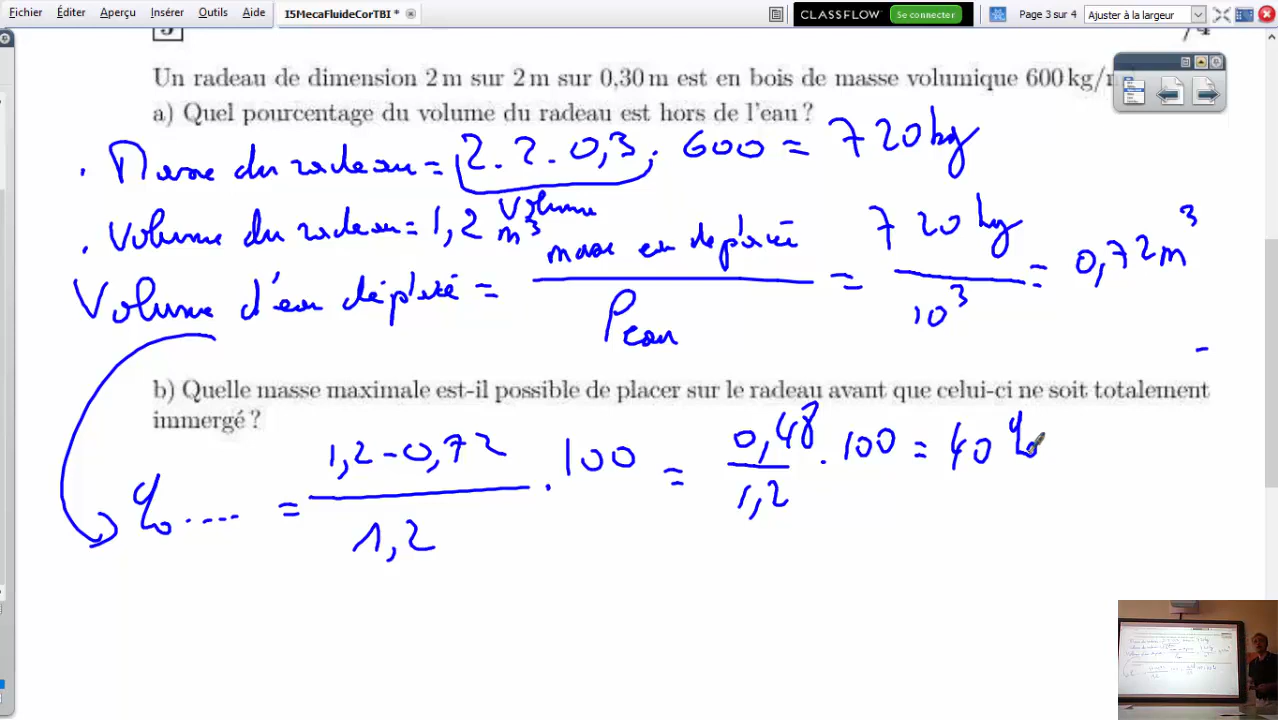 Fichier Éditer Aperçu Insérer Outils Aide I5MecaFluideCorTBI * CLASSFLOW Se connecter Page 3 sur 4 Ajuster à la largeur
Un radeau de dimension 2 m sur 2 m sur 0,30 m est en bois de masse volumique 600 kg/
a) Quel pourcentage du volume du radeau est hors de l'eau ?
. Masse du radeau = 2 . 2 . 0,3 . 600 = 720 kg
Volume
. Volume du radeau = 1,2 m³
Volume d'eau déplacé = masse eau déplacée / ρeau = 720 kg / 10³ = 0,72 m³
b) Quelle masse maximale est-il possible de placer sur le radeau avant que celui-ci ne soit totalement
immergé ?
% .... = 1,2 - 0,72 / 1,2 . 100 = 0,48 / 1,2 . 100 = 40 %